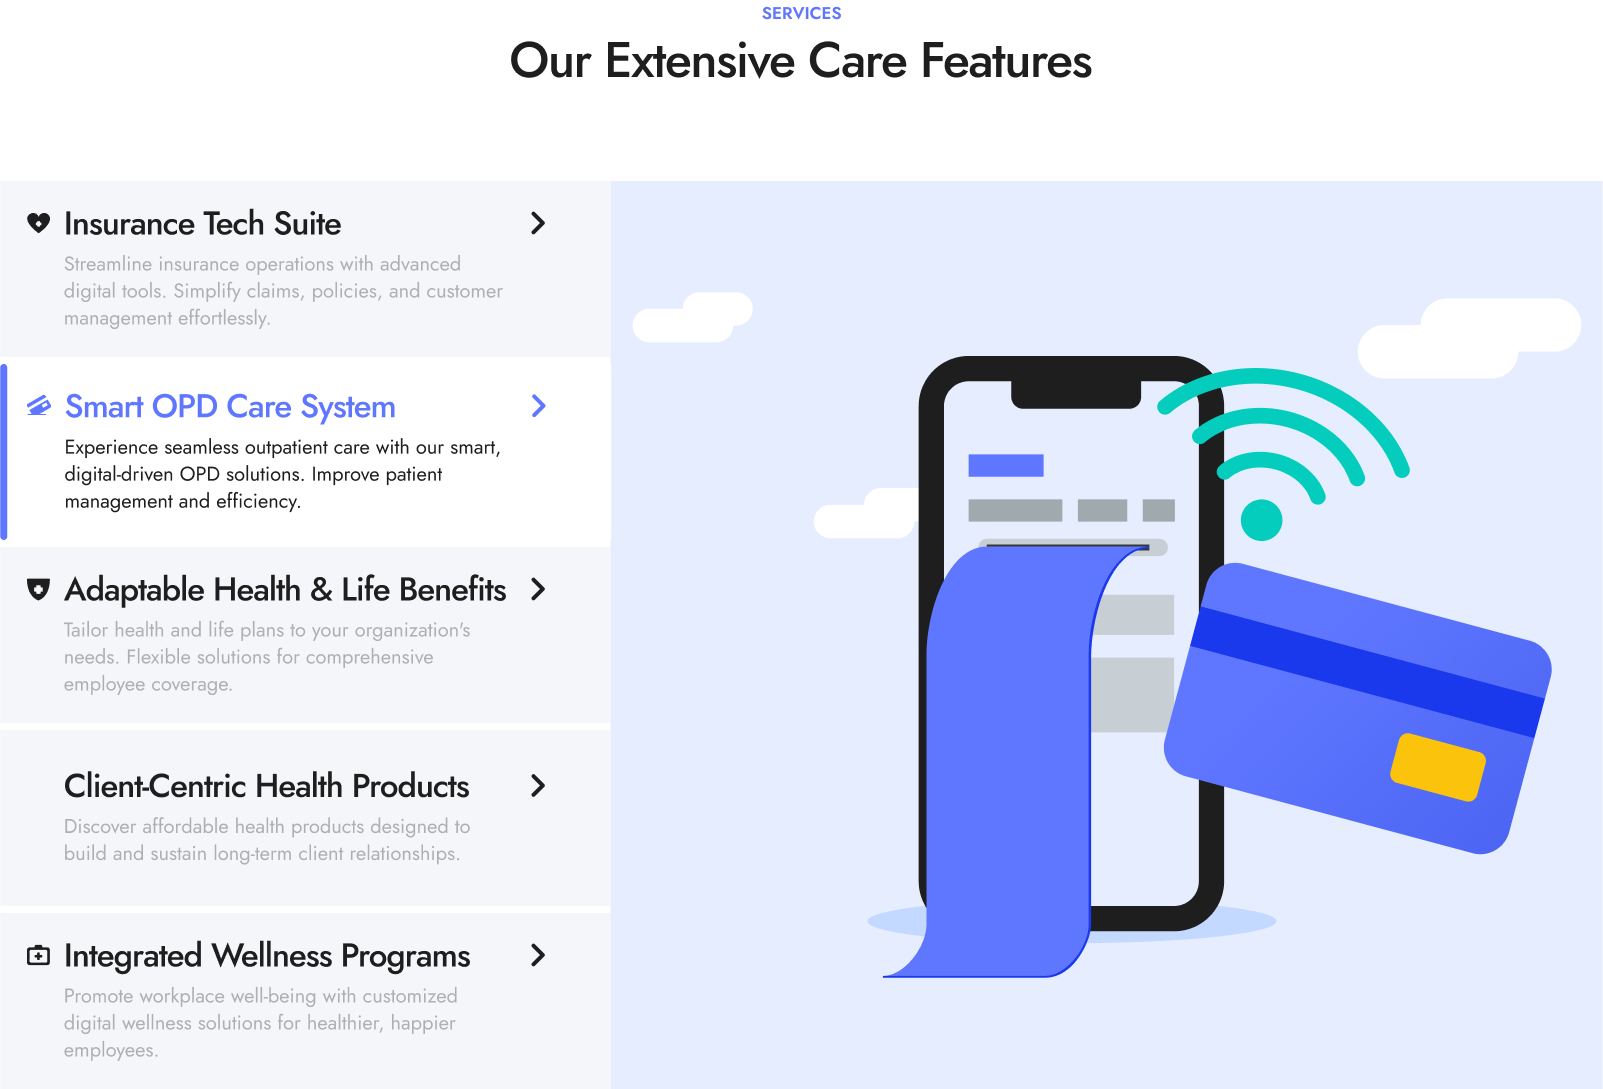 SERVICES
Our Extensive Care Features
Insurance Tech Suite
Streamline insurance operations with advanced
digital tools. Simplify claims, policies, and customer
management effortlessly.
Smart OPD Care System
Experience seamless outpatient care with our smart,
digital-driven OPD solutions. Improve patient
management and efficiency.
Adaptable Health & Life Benefits
Tailor health and life plans to your organization's
needs. Flexible solutions for comprehensive
employee coverage.
Client-Centric Health Products
Discover affordable health products designed to
build and sustain long-term client relationships.
Integrated Wellness Programs
Promote workplace well-being with customized
digital wellness solutions for healthier, happier
employees.